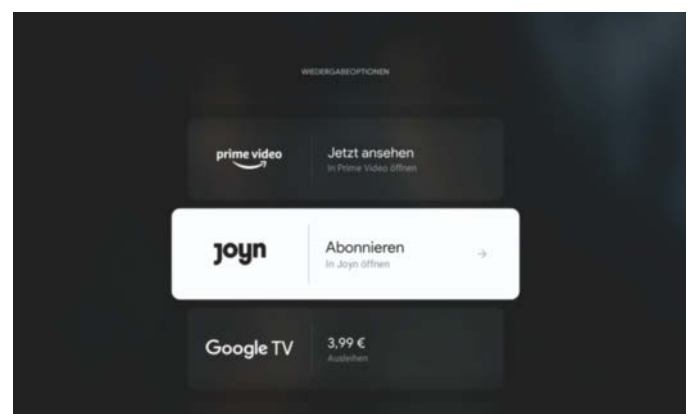 WIEDERGABEOPTIONEN
prime video
Jetzt ansehen
In Prime Video öffnen
joyn
Abonnieren
In Joyn öffnen
Google TV
3,99 €
Ausleihen